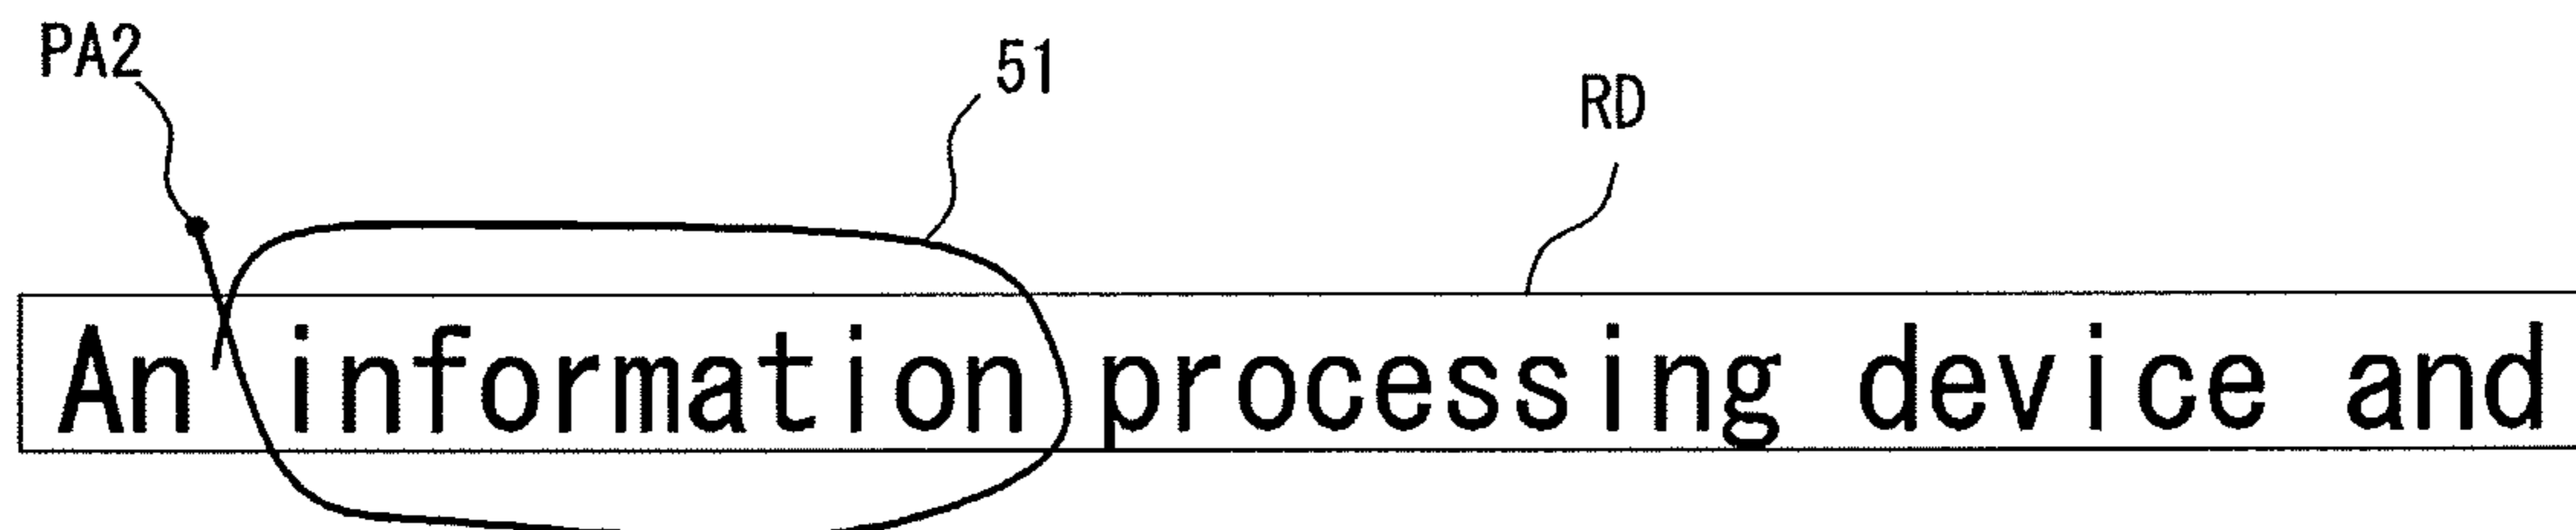 PA2
51
RD
An information processing device and